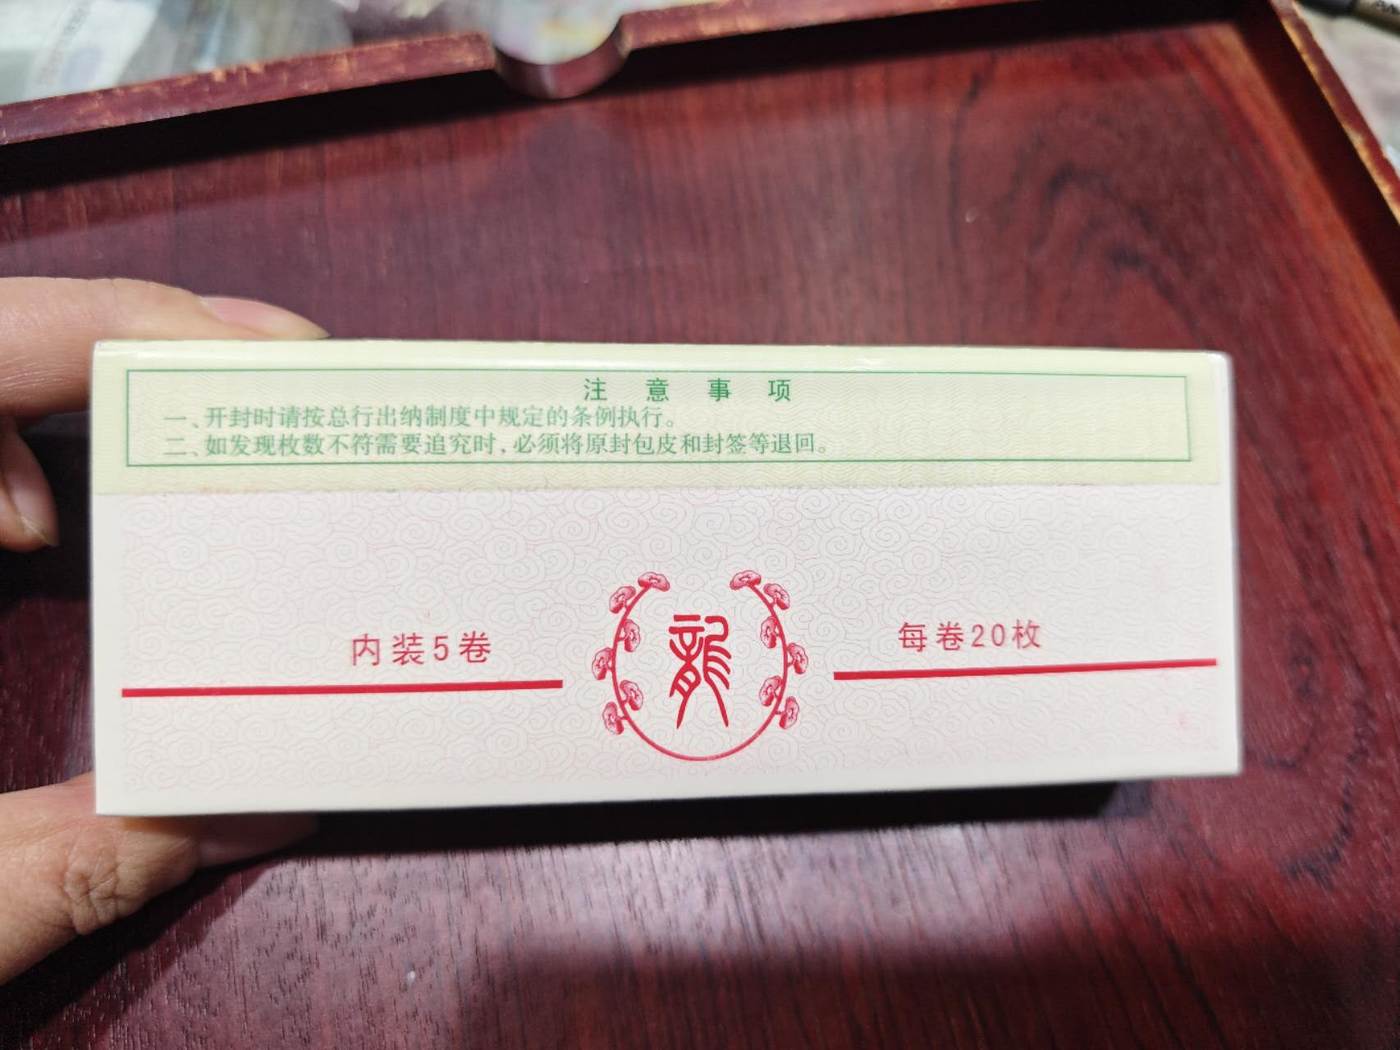 注意事项
一、开封时请按总行出纳制度中规定的条例执行。
二、如发现枚数不符需要追究时，必须将原封包皮和封签等退回。
内装5卷
龍
每卷20枚